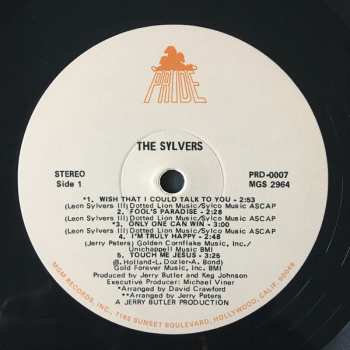 PRIDE
THE SYLVERS
STEREO
Side 1
PRD-0007
MGS 2964
*1. WISH THAT I COULD TALK TO YOU - 2:53
(Leon Sylvers III) Dotted Lion Music/Sylco Music ASCAP
2. FOOL'S PARADISE - 2:28
(Leon Sylvers III) Dotted Lion Music/Sylco Music ASCAP
3. ONLY ONE CAN WIN - 3:00
(Leon Sylvers III) Dotted Lion Music/Sylco Music ASCAP
4. I'M TRULY HAPPY - 2:48
(Jerry Peters) Golden Cornflake Music, Inc./
Unichappell Music BMI
5. TOUCH ME JESUS - 3:23
(B. Holland-L. Dozier-A. Bond)
Gold Forever Music, Inc. BMI)
Produced by Jerry Butler and Keg Johnson
Executive Producer: Michael Viner
*Arranged by David Crawford
**Arranged by Jerry Peters
A JERRY BUTLER PRODUCTION
MGM RECORDS, INC., 7165 SUNSET BOULEVARD, HOLLYWOOD, CALIF. 90046